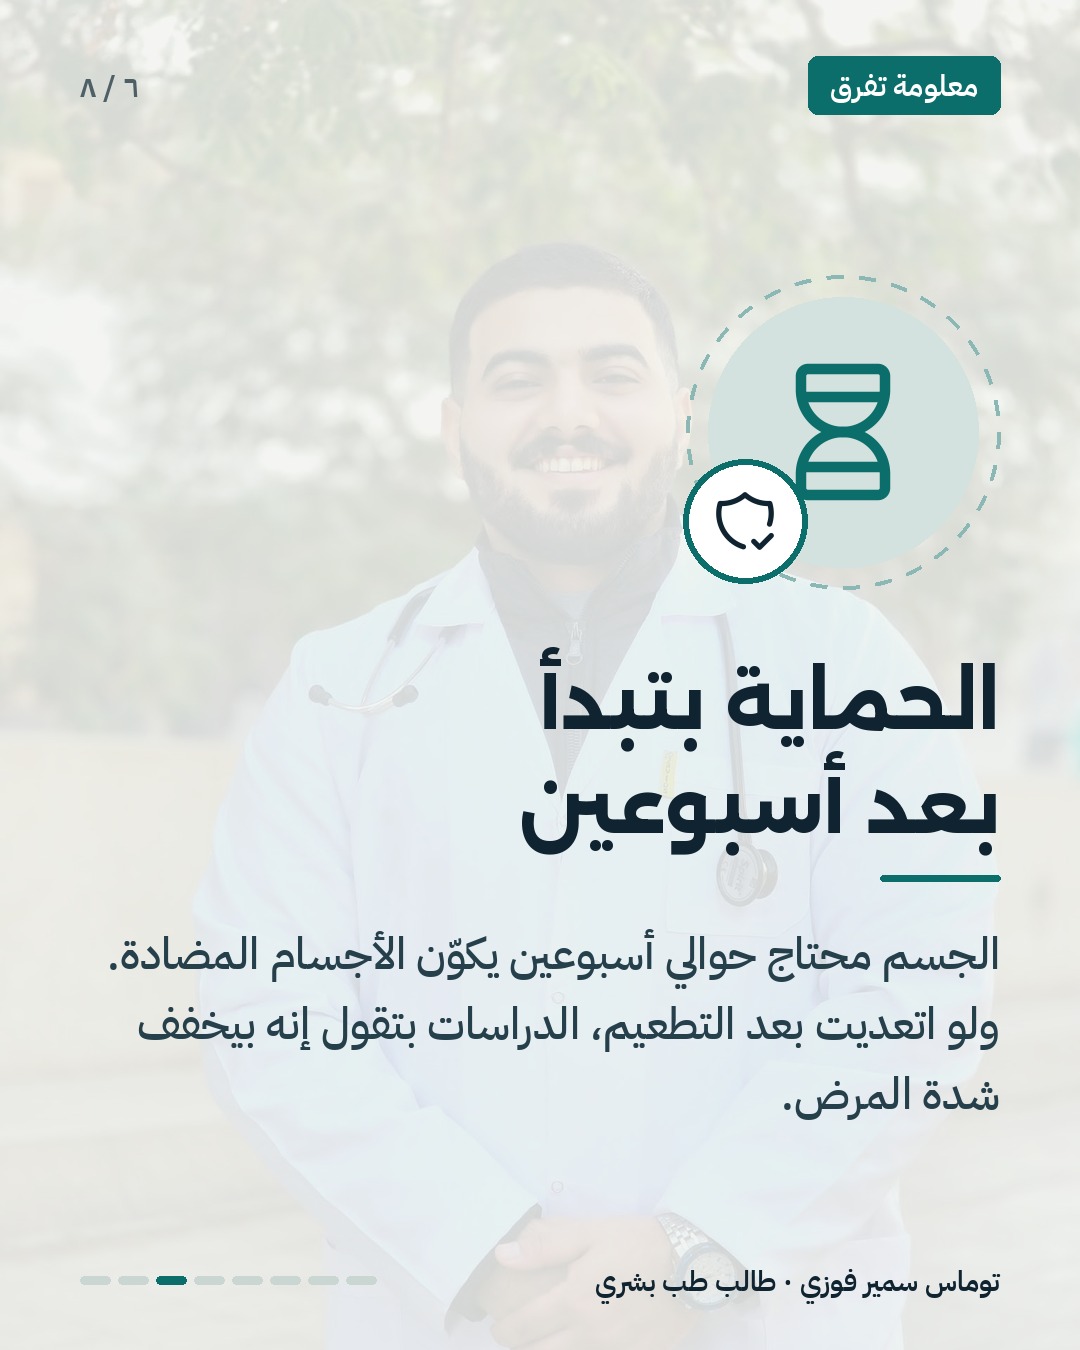 معلومة تفرق
٦ / ٨
الحماية بتبدأ
بعد أسبوعين
الجسم محتاج حوالي أسبوعين يكوّن الأجسام المضادة.
ولو اتعديت بعد التطعيم، الدراسات بتقول إنه بيخفف
شدة المرض.
توماس سمير فوزي · طالب طب بشري